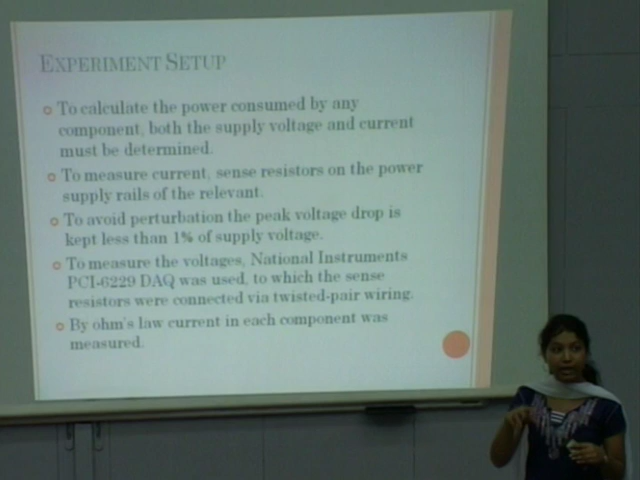 EXPERIMENT SETUP
To calculate the power consumed by any
component, both the supply voltage and current
must be determined.
To measure current, sense resistors on the power
supply rails of the relevant.
To avoid perturbation the peak voltage drop is
kept less than 1% of supply voltage.
To measure the voltages, National Instruments
PCI-6229 DAQ was used, to which the sense
resistors were connected via twisted-pair wiring.
By ohm's law current in each component was
measured.